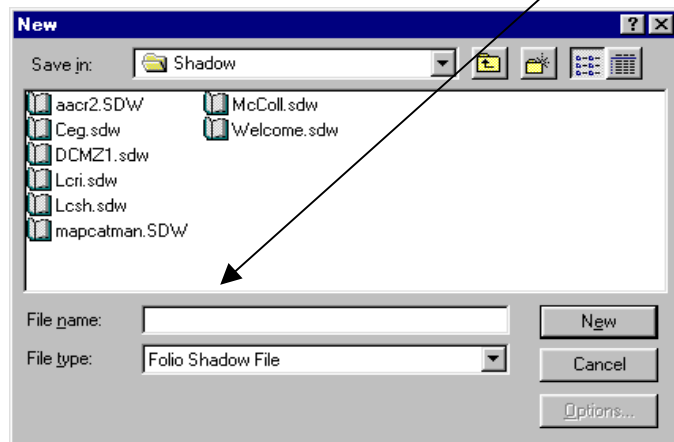 New
Save in: Shadow
aacr2.SDW McColl.sdw
Ceg.sdw Welcome.sdw
DCMZ1.sdw
Lcri.sdw
Lcsh.sdw
mapcatman.SDW
File name: New
File type: Folio Shadow File Cancel
Options...